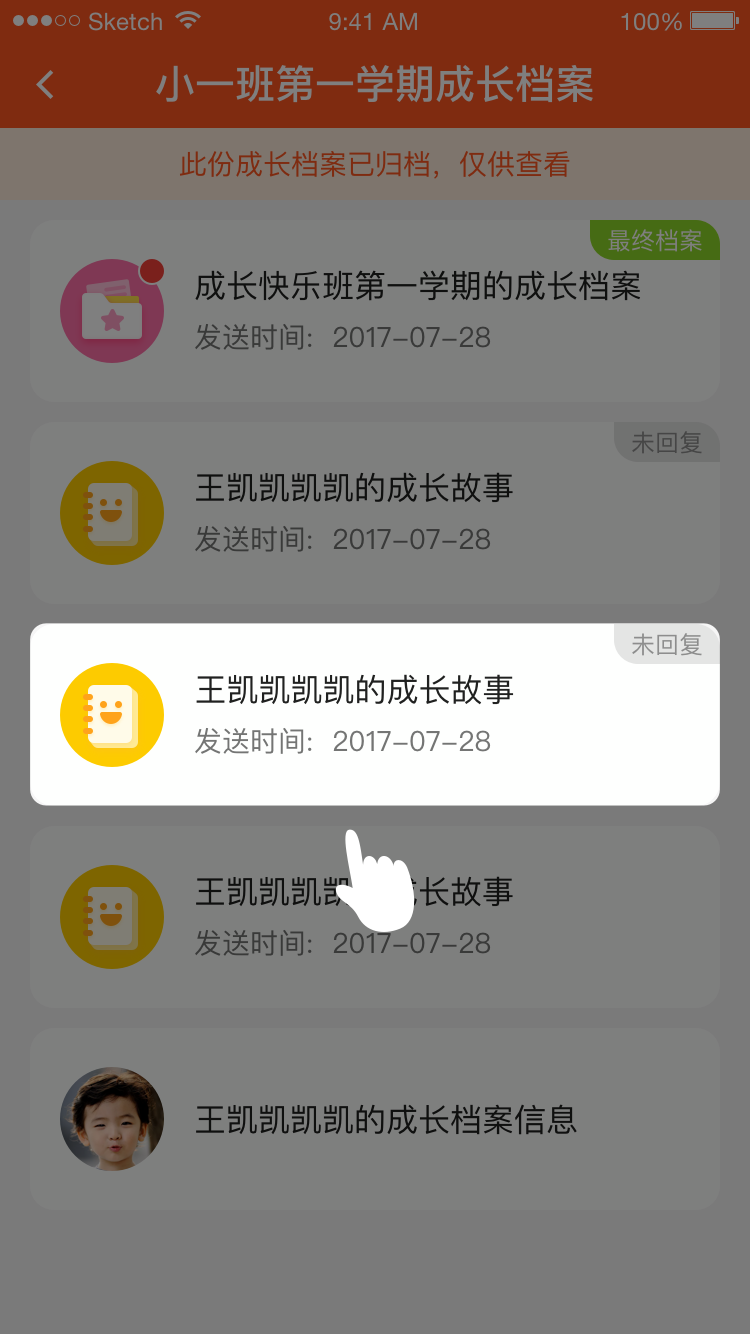 Sketch 9:41 AM 100%
小一班第一学期成长档案
此份成长档案已归档，仅供查看
最终档案
成长快乐班第一学期的成长档案
发送时间: 2017-07-28
未回复
王凯凯凯凯的成长故事
发送时间: 2017-07-28
未回复
王凯凯凯凯的成长故事
发送时间: 2017-07-28
王凯凯凯凯 长故事
发送时间: 2017-07-28
王凯凯凯凯的成长档案信息